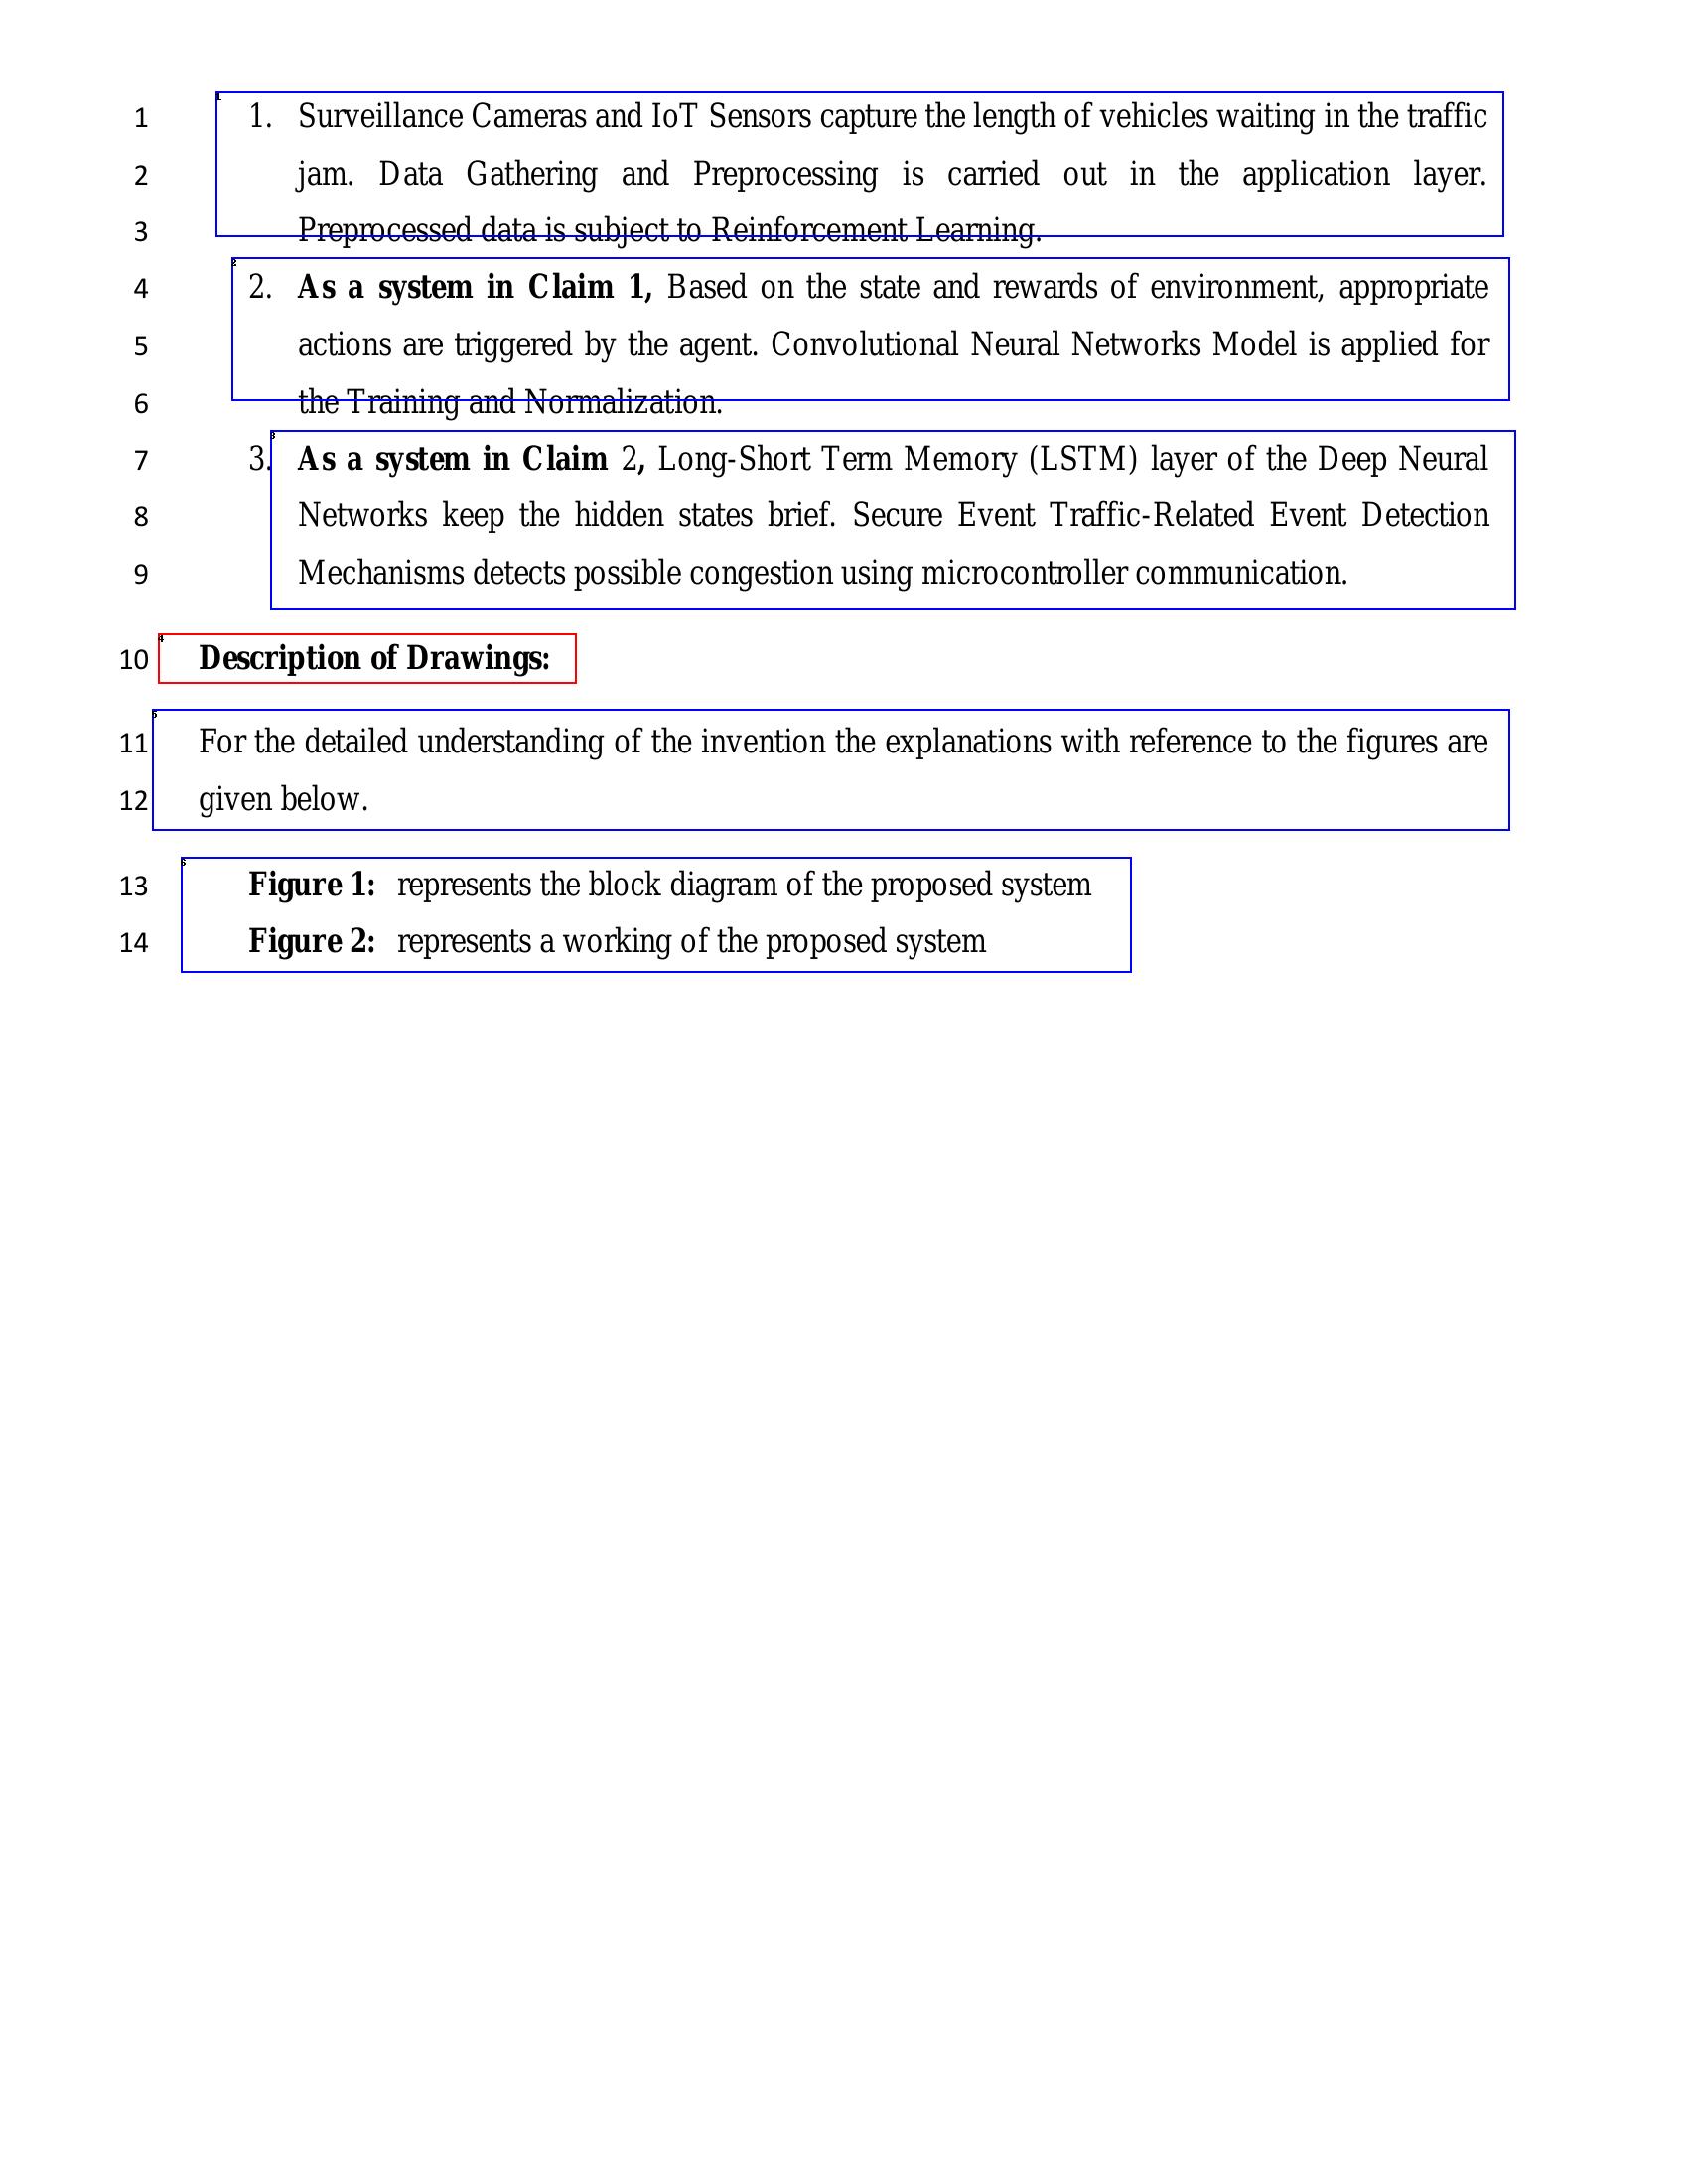 1 1. Surveillance Cameras and IoT Sensors capture the length of vehicles waiting in the traffic
2 jam. Data Gathering and Preprocessing is carried out in the application layer.
3 Preprocessed data is subject to Reinforcement Learning.
4 2. As a system in Claim 1, Based on the state and rewards of environment, appropriate
5 actions are triggered by the agent. Convolutional Neural Networks Model is applied for
6 the Training and Normalization.
7 3. As a system in Claim 2, Long-Short Term Memory (LSTM) layer of the Deep Neural
8 Networks keep the hidden states brief. Secure Event Traffic-Related Event Detection
9 Mechanisms detects possible congestion using microcontroller communication.
10 Description of Drawings:
11 For the detailed understanding of the invention the explanations with reference to the figures are
12 given below.
13 Figure 1: represents the block diagram of the proposed system
14 Figure 2: represents a working of the proposed system